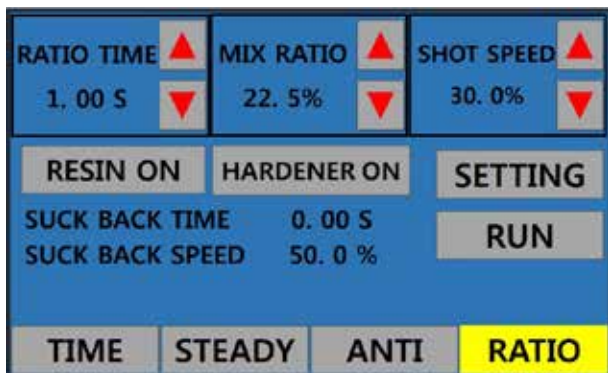 RATIO TIME MIX RATIO SHOT SPEED
1. 00 S 22. 5% 30. 0%
RESIN ON HARDENER ON SETTING
SUCK BACK TIME 0. 00 S
SUCK BACK SPEED 50. 0 %
RUN
TIME STEADY ANTI RATIO